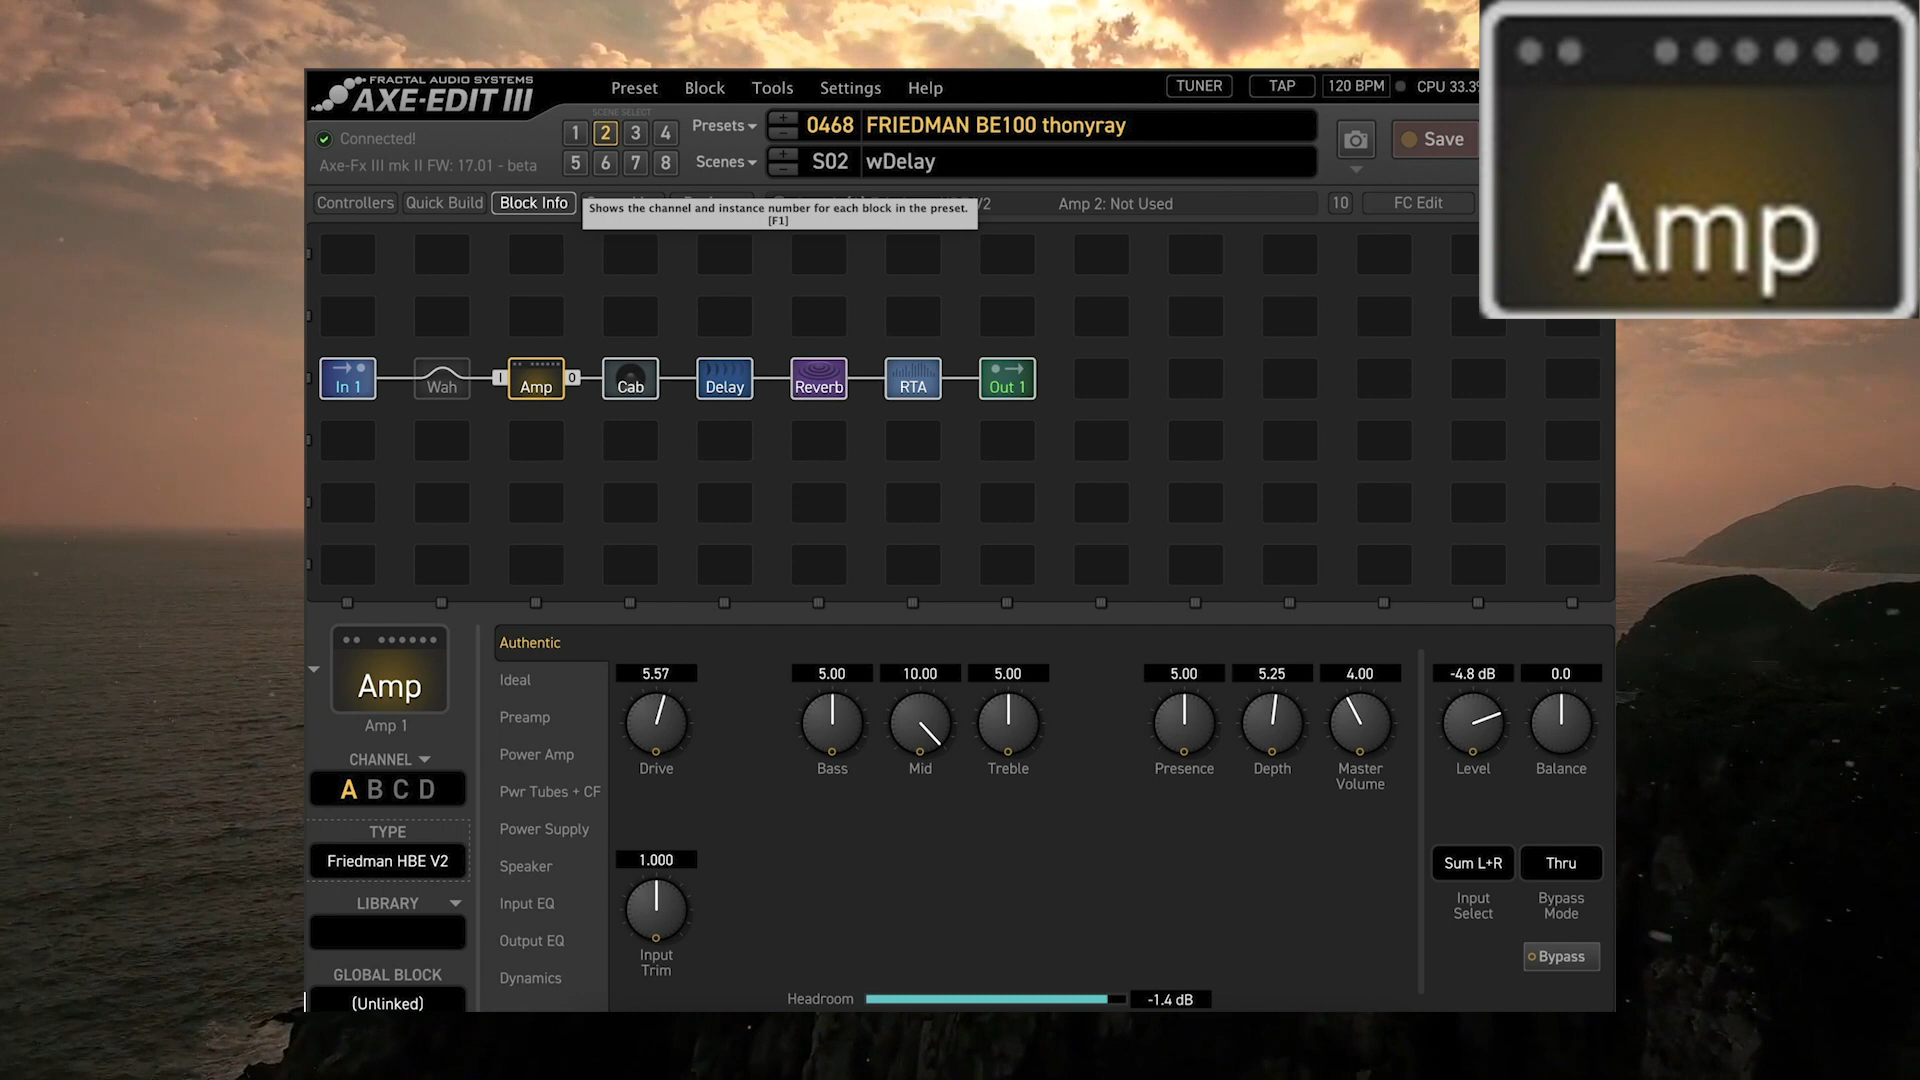 FRACTAL AUDIO SYSTEMS
AXE-EDIT III
Preset Block Tools Settings Help
TUNER TAP 120 BPM CPU 33.3%
Connected!
Axe-Fx III mk II FW: 17.01 - beta
SCENE SELECT
1 2 3 4
5 6 7 8
Presets 0468 FRIEDMAN BE100 thonyray
Scenes S02 wDelay
Save
Controllers Quick Build Block Info
Shows the channel and instance number for each block in the preset.
[F1]
/2 Amp 2: Not Used 10 FC Edit
Amp
In 1 Wah I Amp O Cab Delay Reverb RTA Out 1
Amp
Amp 1
CHANNEL
A B C D
TYPE
Friedman HBE V2
LIBRARY
GLOBAL BLOCK
(Unlinked)
Authentic
Ideal
Preamp
Power Amp
Pwr Tubes + CF
Power Supply
Speaker
Input EQ
Output EQ
Dynamics
5.57 5.00 10.00 5.00 5.00 5.25 4.00 -4.8 dB 0.0
Drive Bass Mid Treble Presence Depth Master Volume Level Balance
1.000
Input
Trim
Sum L+R Thru
Input Select Bypass Mode
Bypass
Headroom -1.4 dB